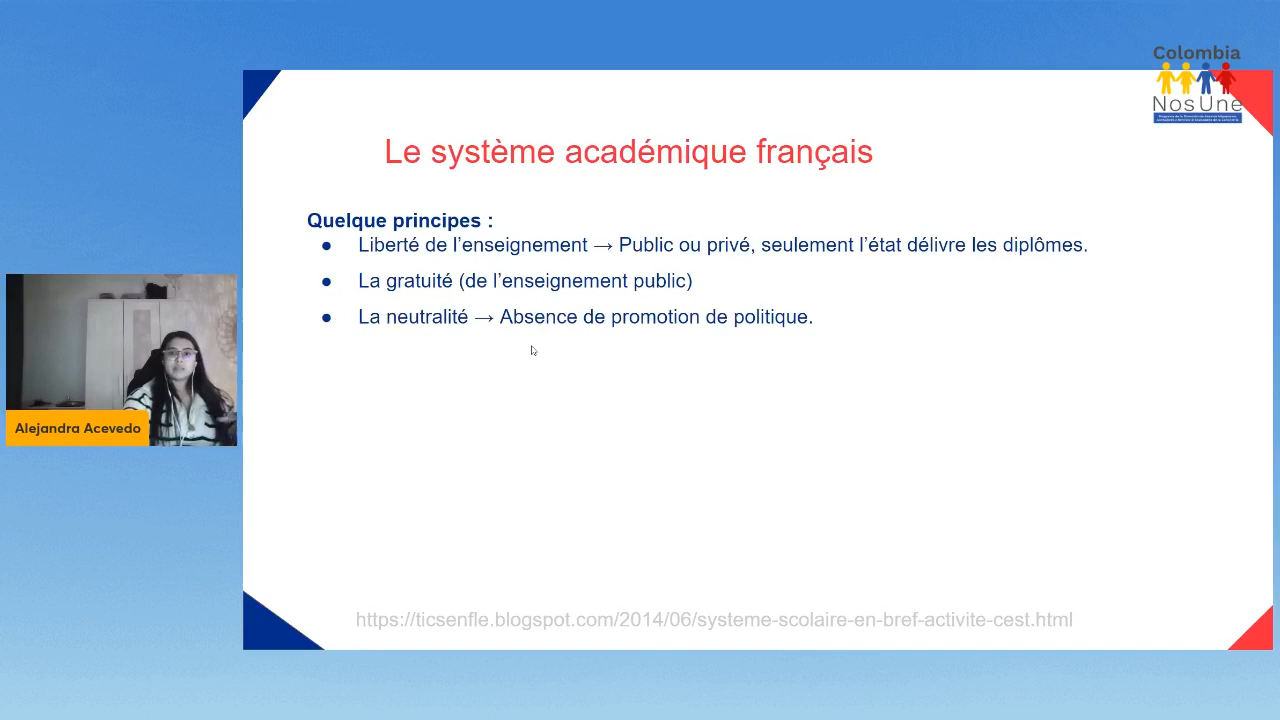 Colombia
NosUne
Le système académique français
Quelque principes :
● Liberté de l'enseignement → Public ou privé, seulement l'état délivre les diplômes.
● La gratuité (de l'enseignement public)
● La neutralité → Absence de promotion de politique.
Alejandra Acevedo
https://ticsenfle.blogspot.com/2014/06/systeme-scolaire-en-bref-activite-cest.html